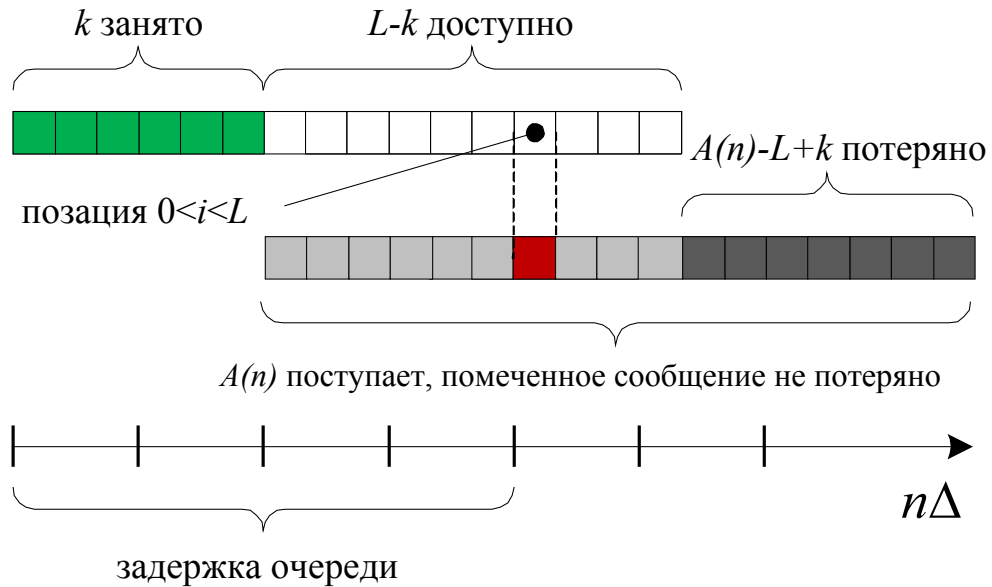 k занято
L-k доступно
A(n)-L+k потеряно
позация 0<i<L
A(n) поступает, помеченное сообщение не потеряно
nΔ
задержка очереди